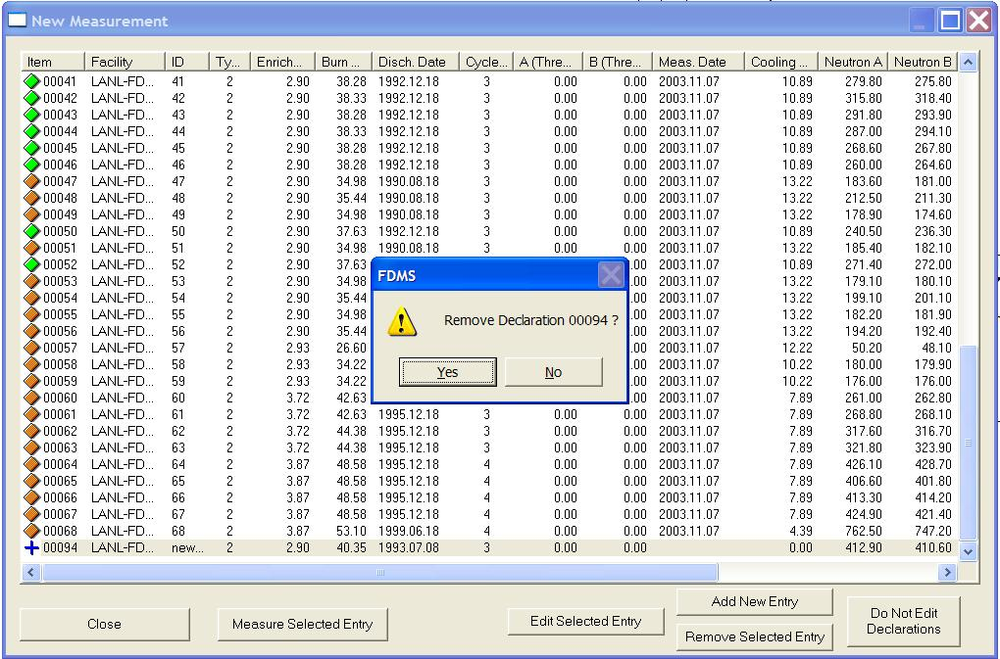 New Measurement
Item Facility ID Ty... Enrich... Burn ... Disch. Date Cycle... A (Thre... B (Thre... Meas. Date Cooling ... Neutron A Neutron B
00041 LANL-FD... 41 2 2.90 38.28 1992.12.18 3 0.00 0.00 2003.11.07 10.89 279.80 275.80
00042 LANL-FD... 42 2 2.90 38.33 1992.12.18 3 0.00 0.00 2003.11.07 10.89 315.80 318.40
00043 LANL-FD... 43 2 2.90 38.28 1992.12.18 3 0.00 0.00 2003.11.07 10.89 291.80 293.90
00044 LANL-FD... 44 2 2.90 38.33 1992.12.18 3 0.00 0.00 2003.11.07 10.89 287.00 294.10
00045 LANL-FD... 45 2 2.90 38.28 1992.12.18 3 0.00 0.00 2003.11.07 10.89 268.60 267.80
00046 LANL-FD... 46 2 2.90 38.28 1992.12.18 3 0.00 0.00 2003.11.07 10.89 260.00 264.60
00047 LANL-FD... 47 2 2.90 34.98 1990.08.18 3 0.00 0.00 2003.11.07 13.22 183.60 181.00
00048 LANL-FD... 48 2 2.90 35.44 1990.08.18 3 0.00 0.00 2003.11.07 13.22 212.50 211.30
00049 LANL-FD... 49 2 2.90 34.98 1990.08.18 3 0.00 0.00 2003.11.07 13.22 178.90 174.60
00050 LANL-FD... 50 2 2.90 37.63 1992.12.18 3 0.00 0.00 2003.11.07 10.89 240.50 236.30
00051 LANL-FD... 51 2 2.90 34.98 1990.08.18 3 0.00 0.00 2003.11.07 13.22 185.40 182.10
00052 LANL-FD... 52 2 2.90 37.63 .00 2003.11.07 10.89 271.40 272.00
00053 LANL-FD... 53 2 2.90 34.98 .00 2003.11.07 13.22 179.10 180.10
00054 LANL-FD... 54 2 2.90 35.44 .00 2003.11.07 13.22 199.10 201.10
00055 LANL-FD... 55 2 2.90 34.98 .00 2003.11.07 13.22 182.20 181.90
00056 LANL-FD... 56 2 2.90 35.44 .00 2003.11.07 13.22 194.20 192.40
00057 LANL-FD... 57 2 2.93 26.60 .00 2003.11.07 12.22 50.20 48.10
00058 LANL-FD... 58 2 2.93 34.22 .00 2003.11.07 10.22 180.00 179.90
00059 LANL-FD... 59 2 2.93 34.22 .00 2003.11.07 10.22 176.00 176.00
00060 LANL-FD... 60 2 3.72 42.63 .00 2003.11.07 7.89 261.00 262.80
00061 LANL-FD... 61 2 3.72 42.63 1995.12.18 3 0.00 0.00 2003.11.07 7.89 268.80 268.10
00062 LANL-FD... 62 2 3.72 44.38 1995.12.18 3 0.00 0.00 2003.11.07 7.89 317.60 316.70
00063 LANL-FD... 63 2 3.72 44.38 1995.12.18 3 0.00 0.00 2003.11.07 7.89 321.80 323.90
00064 LANL-FD... 64 2 3.87 48.58 1995.12.18 4 0.00 0.00 2003.11.07 7.89 426.10 428.70
00065 LANL-FD... 65 2 3.87 48.58 1995.12.18 4 0.00 0.00 2003.11.07 7.89 406.60 401.80
00066 LANL-FD... 66 2 3.87 48.58 1995.12.18 4 0.00 0.00 2003.11.07 7.89 413.30 414.20
00067 LANL-FD... 67 2 3.87 48.58 1995.12.18 4 0.00 0.00 2003.11.07 7.89 424.90 421.40
00068 LANL-FD... 68 2 3.87 53.10 1999.06.18 4 0.00 0.00 2003.11.07 4.39 762.50 747.20
00094 LANL-FD... new... 2 2.90 40.35 1993.07.08 3 0.00 0.00 0.00 412.90 410.60
FDMS
Remove Declaration 00094 ?
Yes No
Close Measure Selected Entry Edit Selected Entry
Add New Entry
Remove Selected Entry
Do Not Edit
Declarations